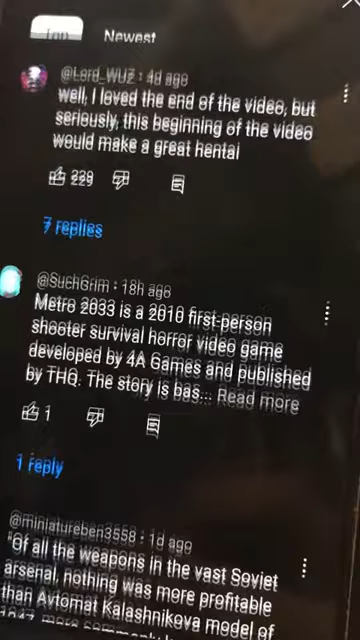 Top
Newest
@Lord_WUZ · 4d ago
well, I loved the end of the video, but
seriously, this beginning of the video
would make a great hentai
229
7 replies
@SuchGrim · 18h ago
Metro 2033 is a 2010 first-person
shooter survival horror video game
developed by 4A Games and published
by THQ. The story is bas... Read more
1
1 reply
@miniatureben3558 · 1d ago
"Of all the weapons in the vast Soviet
arsenal, nothing was more profitable
than Avtomat Kalashnikova model of
1947, more commonly